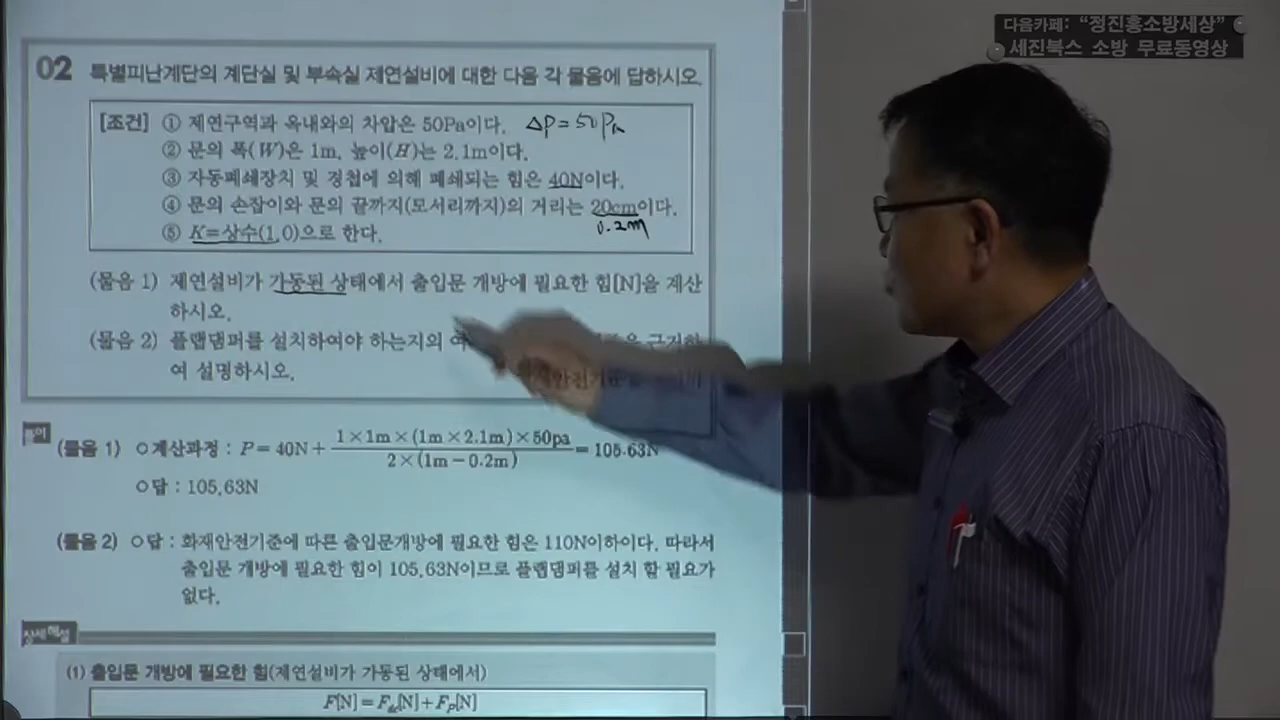 다음카페: "정진홍소방세상"
세진북스 소방 무료동영상
02 특별피난계단의 계단실 및 부속실 제연설비에 대한 다음 각 물음에 답하시오.
[조건] ① 제연구역과 옥내와의 차압은 50Pa이다. ΔP=50Pa
② 문의 폭(W)은 1m, 높이(H)는 2.1m이다.
③ 자동폐쇄장치 및 경첩에 의해 폐쇄되는 힘은 40N이다.
④ 문의 손잡이와 문의 끝까지(모서리까지)의 거리는 20cm이다.
0.2m
⑤ K=상수(1.0)으로 한다.
(물음 1) 제연설비가 가동된 상태에서 출입문 개방에 필요한 힘[N]을 계산
하시오.
(물음 2) 플랩댐퍼를 설치하여야 하는지의 여 근거하
여 설명하시오.
풀이
(물음 1) ○계산과정 : P = 40N + \frac{1×1m×(1m×2.1m)×50pa}{2×(1m-0.2m)} = 105.63N
○답 : 105.63N
(물음 2) ○답 : 화재안전기준에 따른 출입문개방에 필요한 힘은 110N이하이다. 따라서
출입문 개방에 필요한 힘이 105.63N이므로 플랩댐퍼를 설치 할 필요가
없다.
상세해설
(1) 출입문 개방에 필요한 힘(제연설비가 가동된 상태에서)
F[N] = F_{dc}[N] + F_P[N]